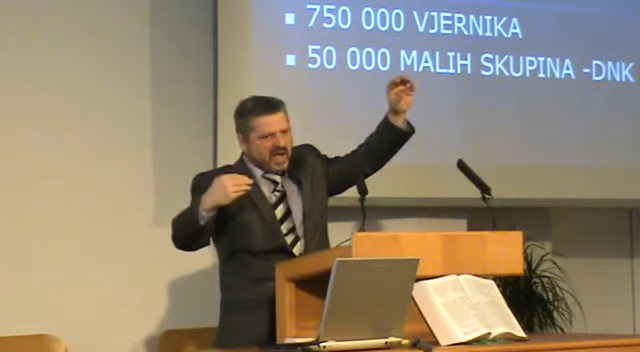 ▪ 750 000 VJERNIKA
▪ 50 000 MALIH SKUPINA -DNK